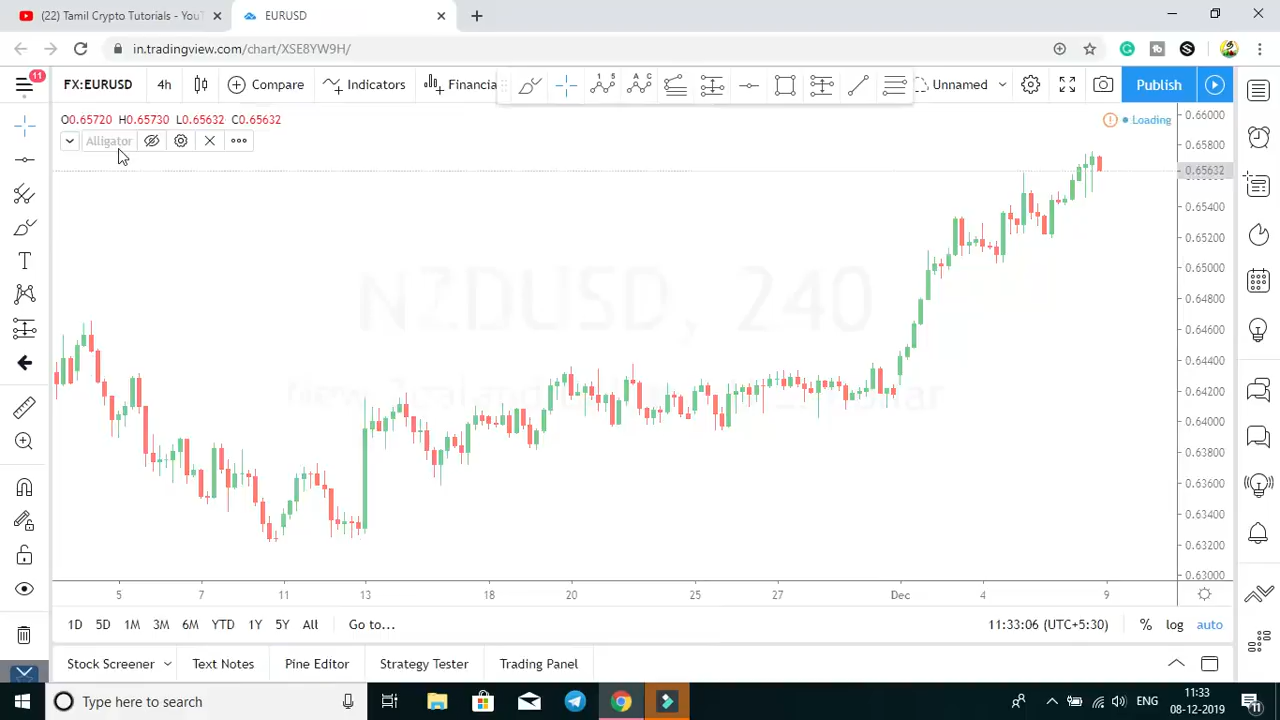 (22) Tamil Crypto Tutorials - YouT
EURUSD
in.tradingview.com/chart/XSE8YW9H/
11
FX:EURUSD
4h
Compare
Indicators
Financia
Unnamed
Publish
O0.65720 H0.65730 L0.65632 C0.65632
Loading
Alligator
NZDUSD, 240
0.66000
0.65800
0.65632
0.65400
0.65200
0.65000
0.64800
0.64600
0.64400
0.64200
0.64000
0.63800
0.63600
0.63400
0.63200
0.63000
5 7 11 13 18 20 25 27 Dec 4 9
1D 5D 1M 3M 6M YTD 1Y 5Y All Go to...
11:33:06 (UTC+5:30) % log auto
Stock Screener Text Notes Pine Editor Strategy Tester Trading Panel
Type here to search
ENG
11:33
08-12-2019
11